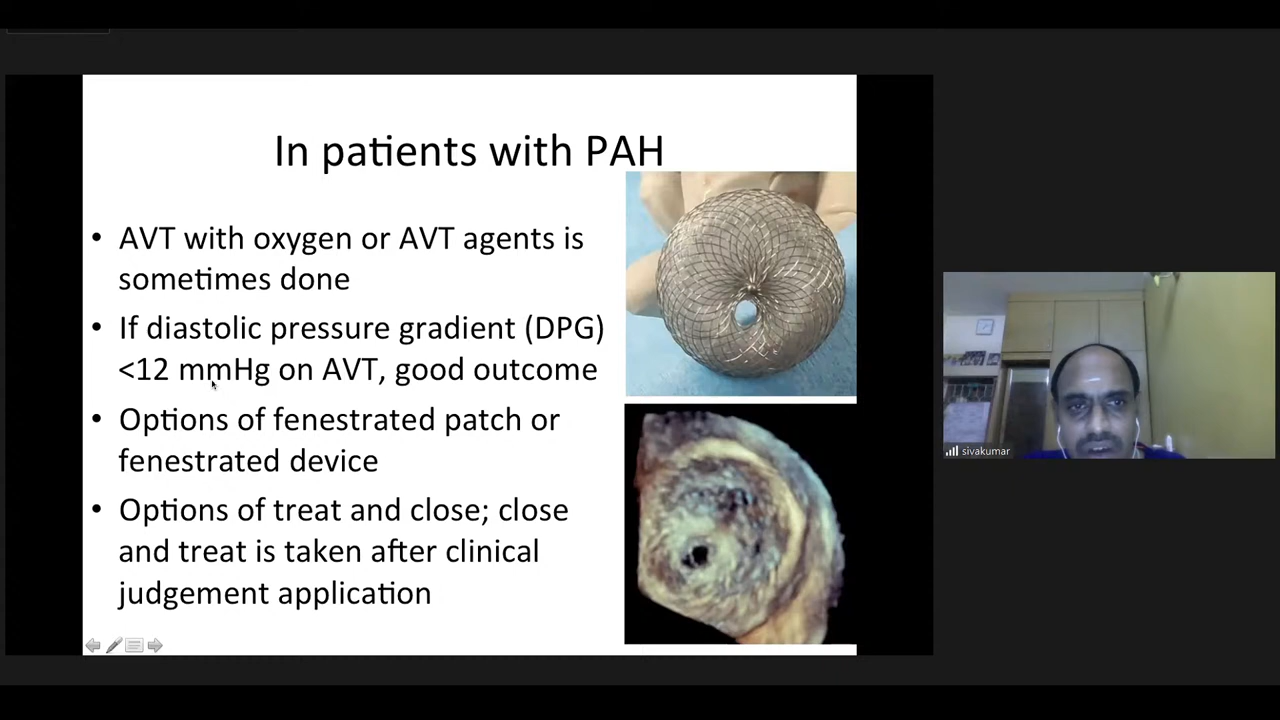 In patients with PAH
• AVT with oxygen or AVT agents is
sometimes done
• If diastolic pressure gradient (DPG)
<12 mmHg on AVT, good outcome
• Options of fenestrated patch or
fenestrated device
• Options of treat and close; close
and treat is taken after clinical
judgement application
sivakumar